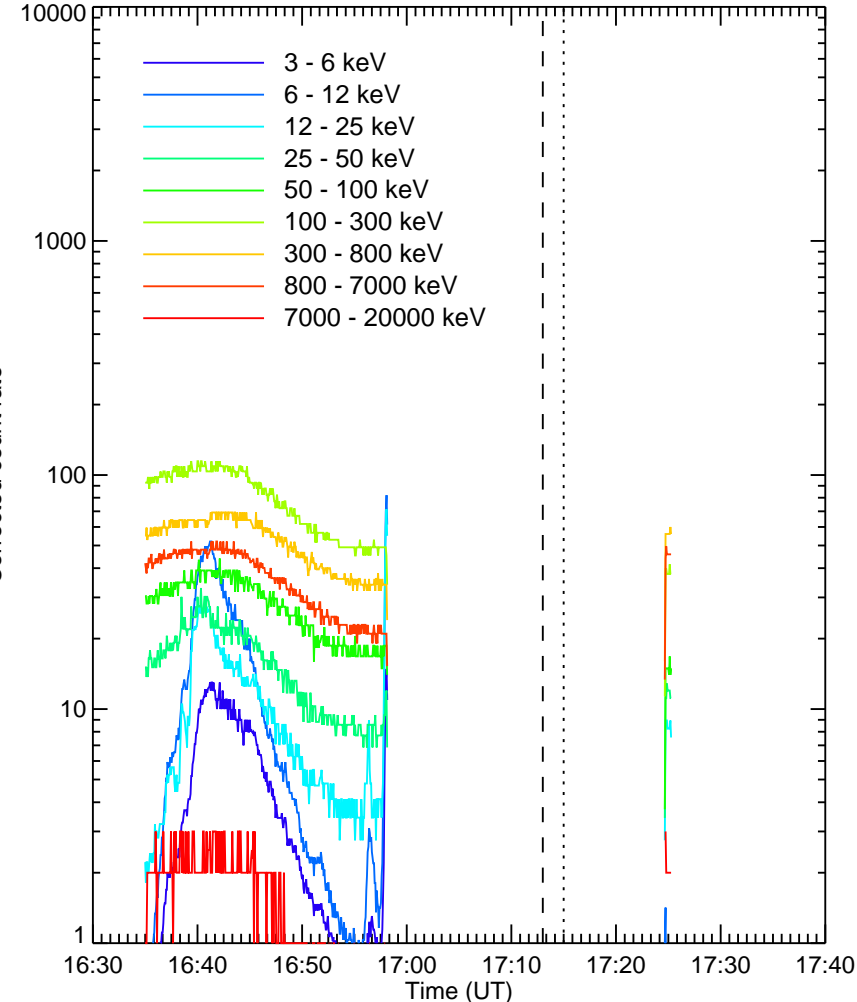 10000
3 - 6 keV
6 - 12 keV
12 - 25 keV
25 - 50 keV
50 - 100 keV
100 - 300 keV
300 - 800 keV
800 - 7000 keV
7000 - 20000 keV
1000
100
10
1
16:30 16:40 16:50 17:00 17:10 17:20 17:30 17:40
Time (UT)